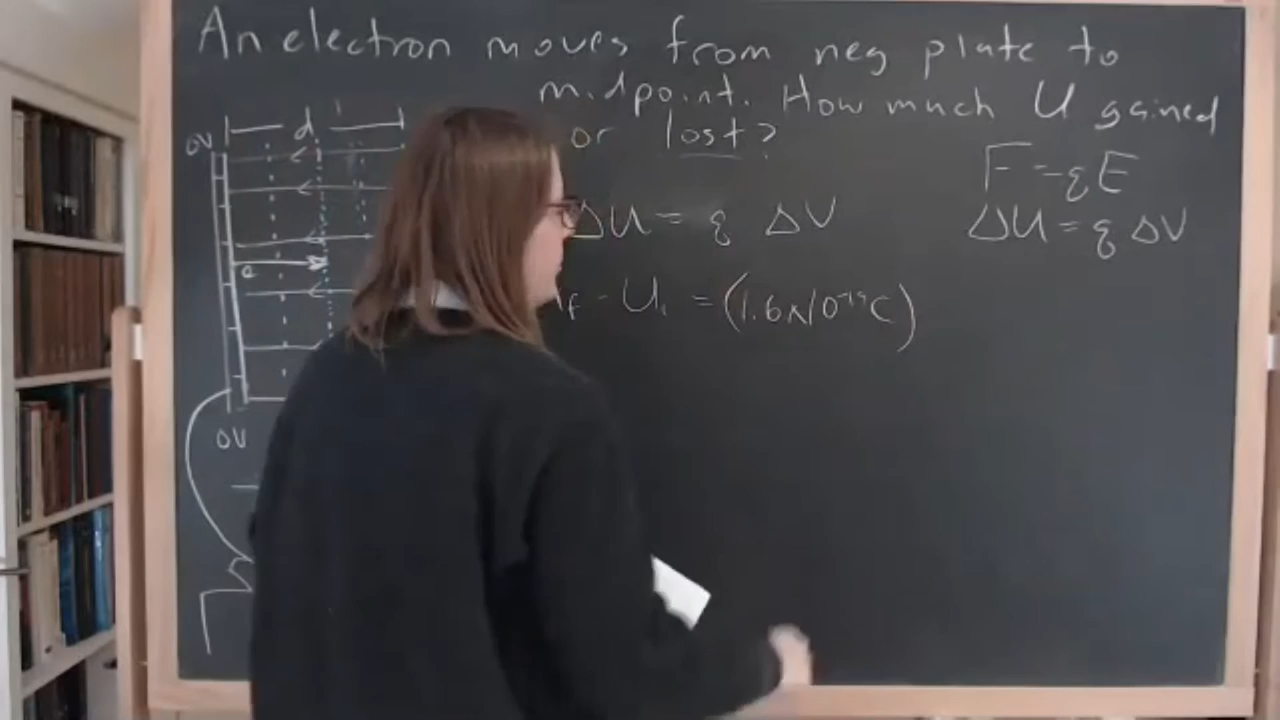 An electron moves from neg plate to
midpoint. How much U gained
or lost?
d
0V
F = qE
ΔU = q ΔV
ΔU = q ΔV
e
f - Ui = (1.6x10⁻¹⁹C)
0V